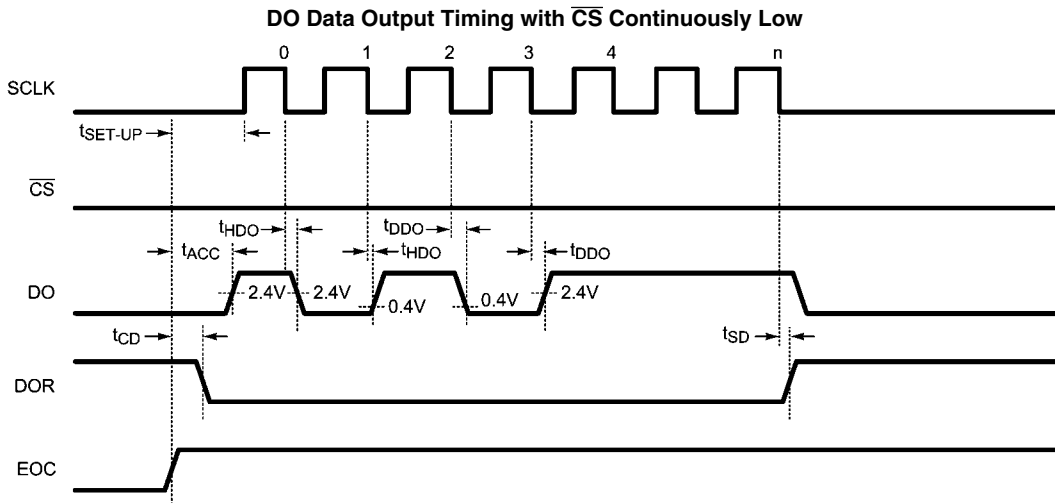 DO Data Output Timing with CS Continuously Low
0 1 2 3 4 n
SCLK
tSET-UP
CS
tHDO tDDO
tACC tHDO tDDO
DO 2.4V 2.4V 0.4V 0.4V 2.4V
tCD tSD
DOR
EOC